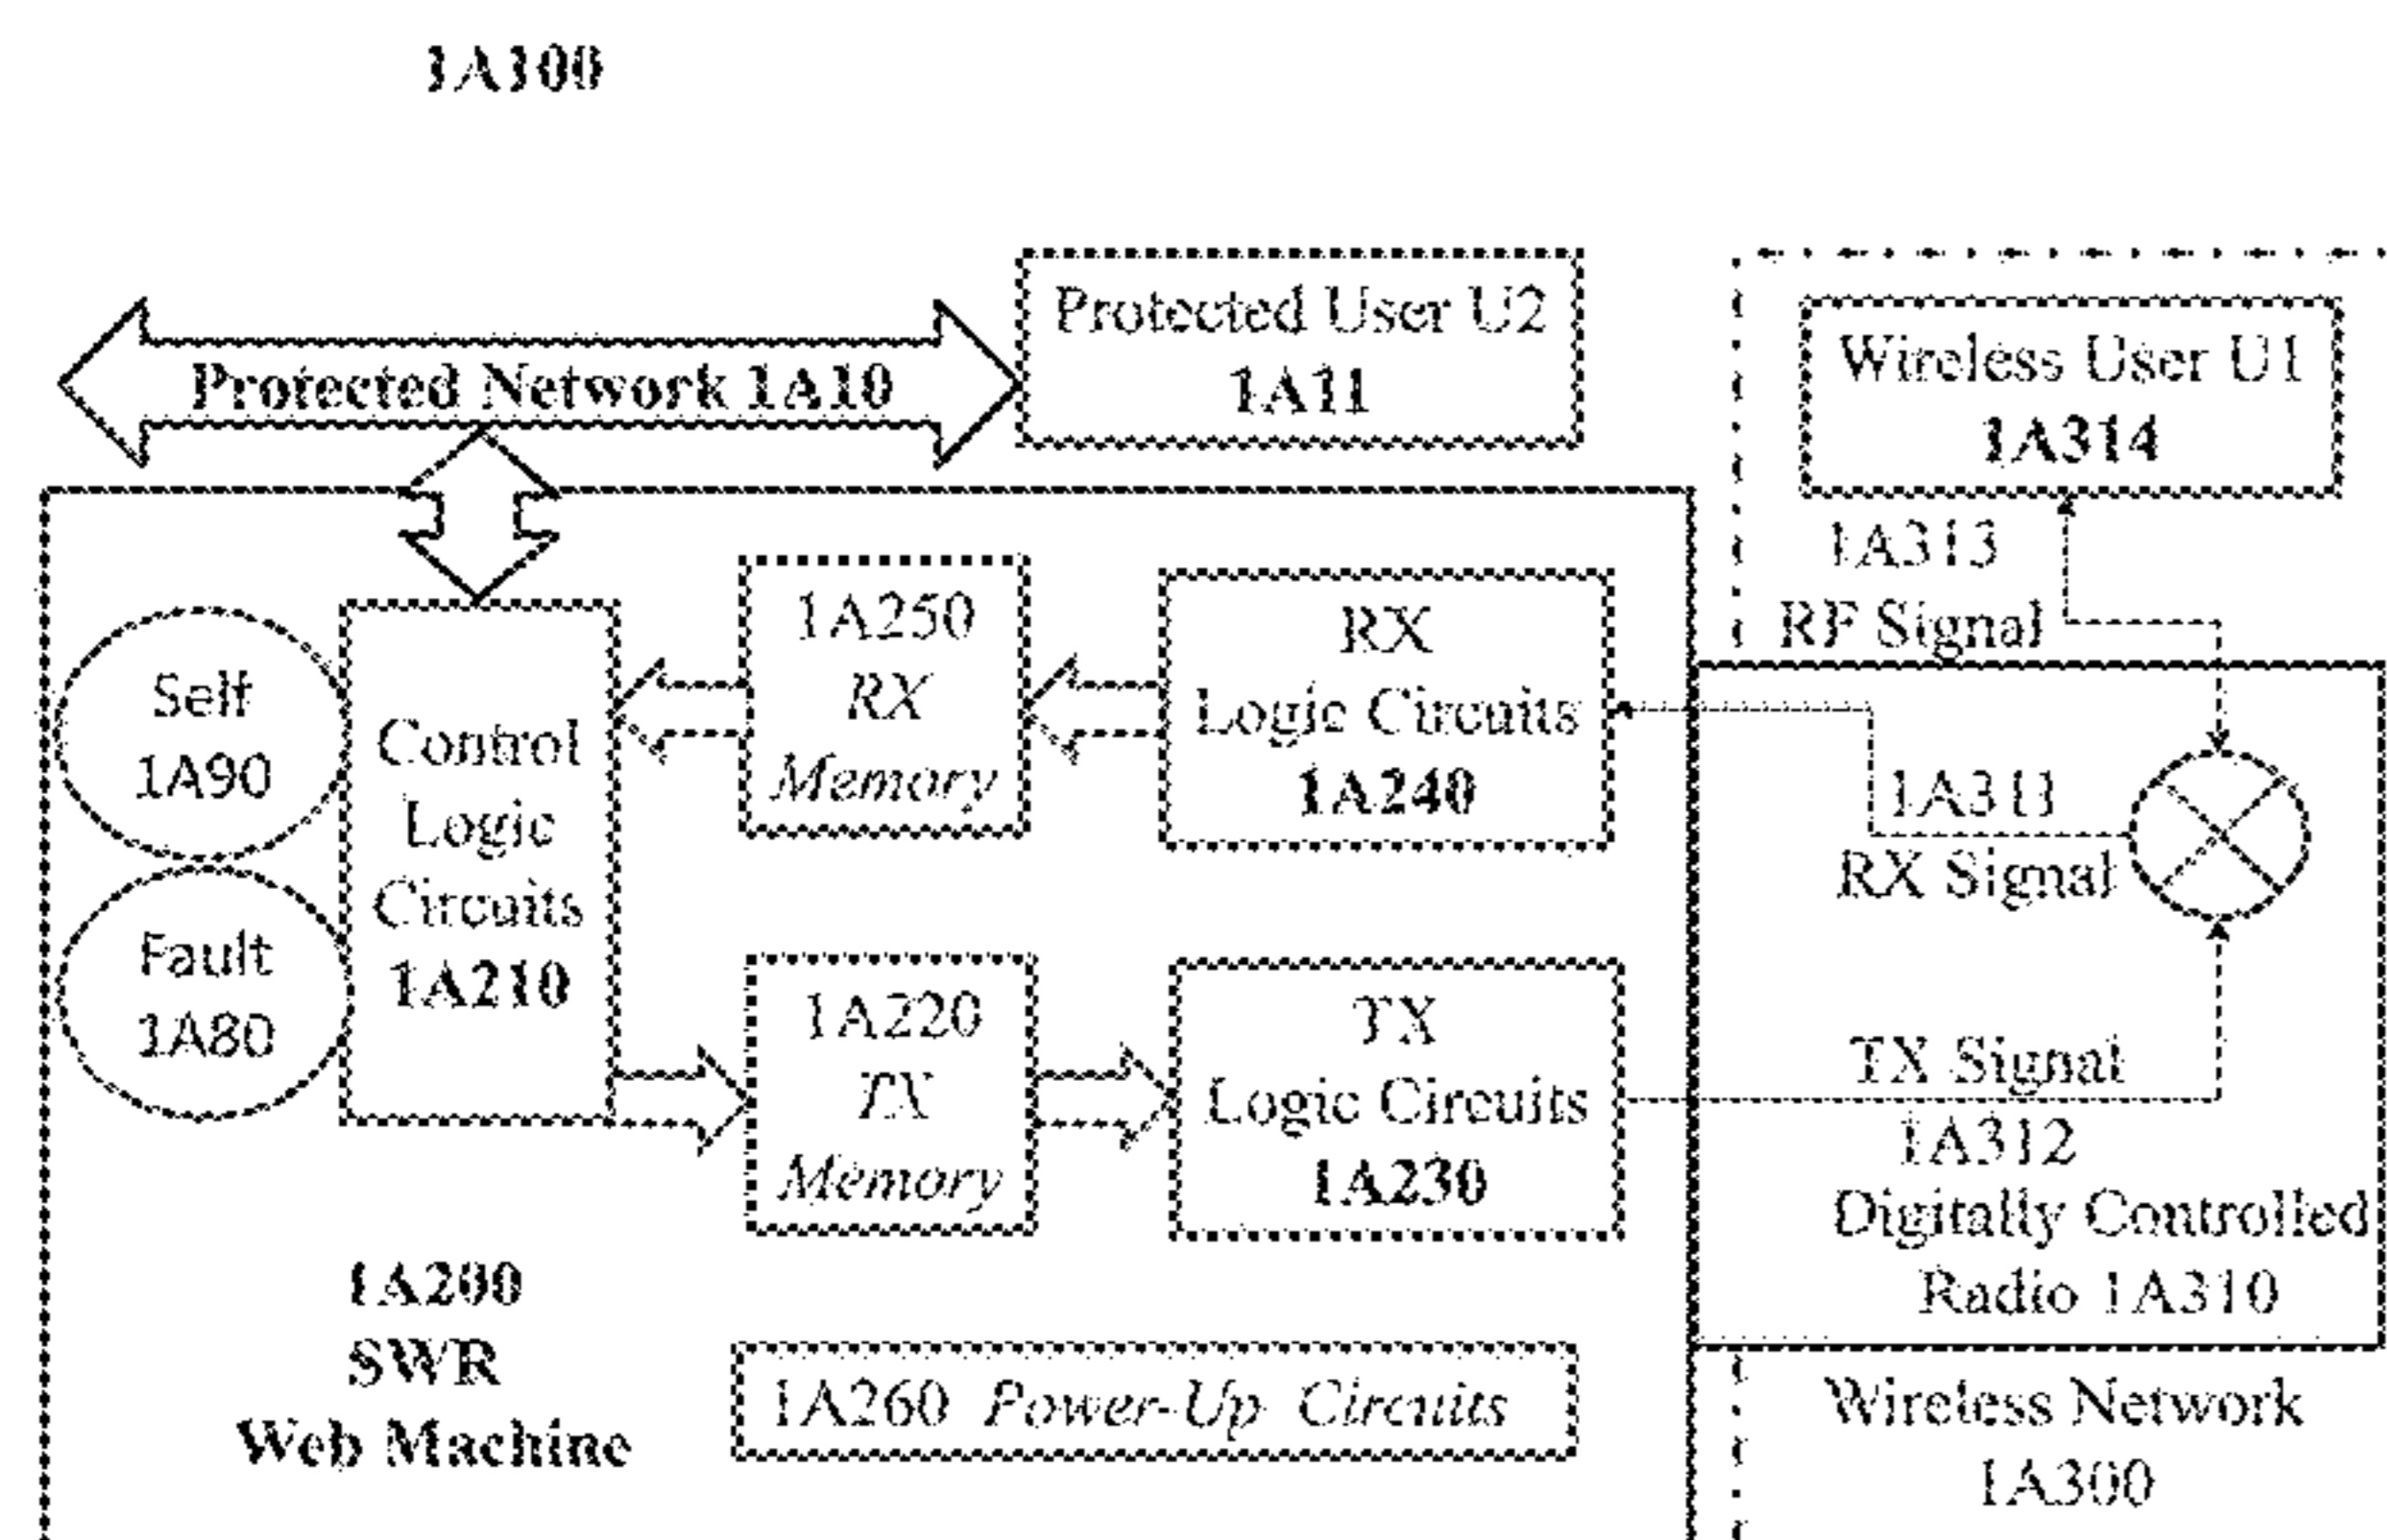 1A100
Protected Network 1A10
Protected User U2
1A11
Wireless User U1
1A314
1A313
RF Signal
Self
1A90
Fault
1A80
Control
Logic
Circuits
1A210
1A250
RX
Memory
RX
Logic Circuits
1A240
1A311
RX Signal
1A220
TX
Memory
TX
Logic Circuits
1A230
TX Signal
1A312
Digitally Controlled
Radio 1A310
1A200
SWR
Web Machine
1A260 Power-Up Circuits
Wireless Network
1A300